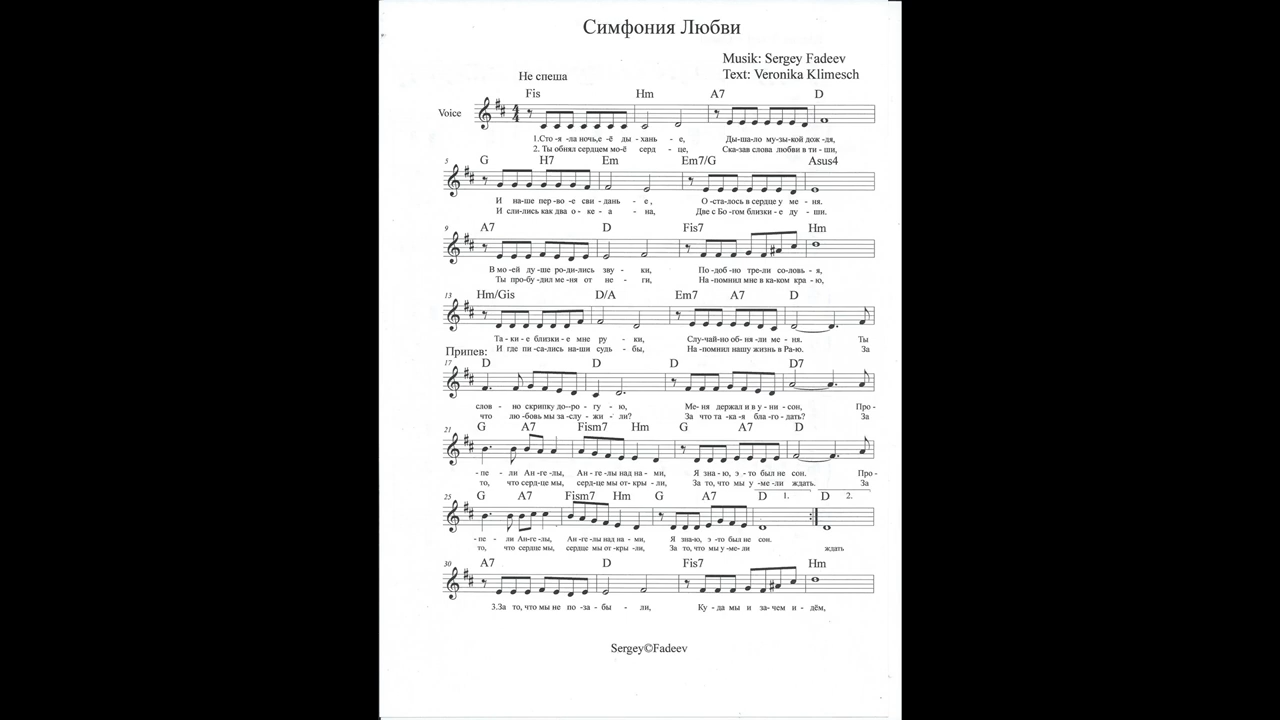 Симфония Любви
Musik: Sergey Fadeev
Text: Veronika Klimesch
Не спеша
Fis Hm A7 D
Voice
1.Сто-я -ла ночь,е -ё ды - хань - е, Ды-ша-ло му-зы-кой дож -дя,
2. Ты обнял сердцем мо-ё серд - це, Ска-зав слова любви в ти - ши,
5 G H7 Em Em7/G Asus4
И на-ше пер-во - е сви-дань - е, О -ста-лось в сердце у ме - ня.
И сли-лись как два о - ке - а - на, Две с Бо-гом близки-е ду - ши.
9 A7 D Fis7 Hm
В мо-ей ду-ше ро-ди-лись зву - ки, По-доб-но тре-ли со-ловь-я,
Ты про-бу-дил ме-ня от не - ги, На-помнил мне в ка-ком кра-ю,
13 Hm/Gis D/A Em7 A7 D
Та-ки-е близки-е мне ру - ки, Слу-чай-но об-ня-ли ме - ня. Ты
И где пи-са-лись на-ши судь - бы, На-помнил нашу жизнь в Ра-ю. За
Припев:
17 D D D D7
слов - но скрипку до--ро-гу-ю, Ме-ня держал и в у-ни-сон, Про-
что лю-бовь мы за-слу-жи-ли? За что та-ка-я бла-го-дать? За
21 G A7 Fism7 Hm G A7 D
-пе - ли Ан-ге-лы, Ан-ге-лы над на-ми, Я зна-ю, э-то был не сон. Про-
то, что серд-це мы, серд-це мы от-кры-ли, За то, что мы у-ме-ли ждать. За
25 G A7 Fism7 Hm G A7 D 1. D 2.
-пе - ли Ан-ге-лы, Ан-ге-лы над на-ми, Я зна-ю, э-то был не сон.
то, что сердце мы, сердце мы от-кры-ли, За то, что мы у-ме-ли ждать
30 A7 D Fis7 Hm
3.За то, что мы не по-за-бы - ли, Ку-да мы и за-чем и-дём,
Sergey©Fadeev